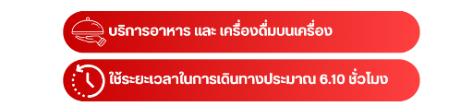 บริการอาหาร และ เครื่องดื่มบนเครื่อง
ใช้ระยะเวลาในการเดินทางประมาณ 6.10 ชั่วโมง